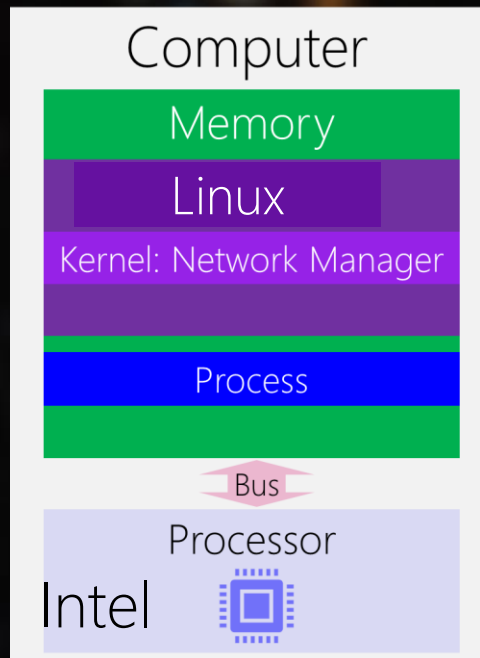 Computer
Memory
Linux
Kernel: Network Manager
Process
Bus
Processor
Intel